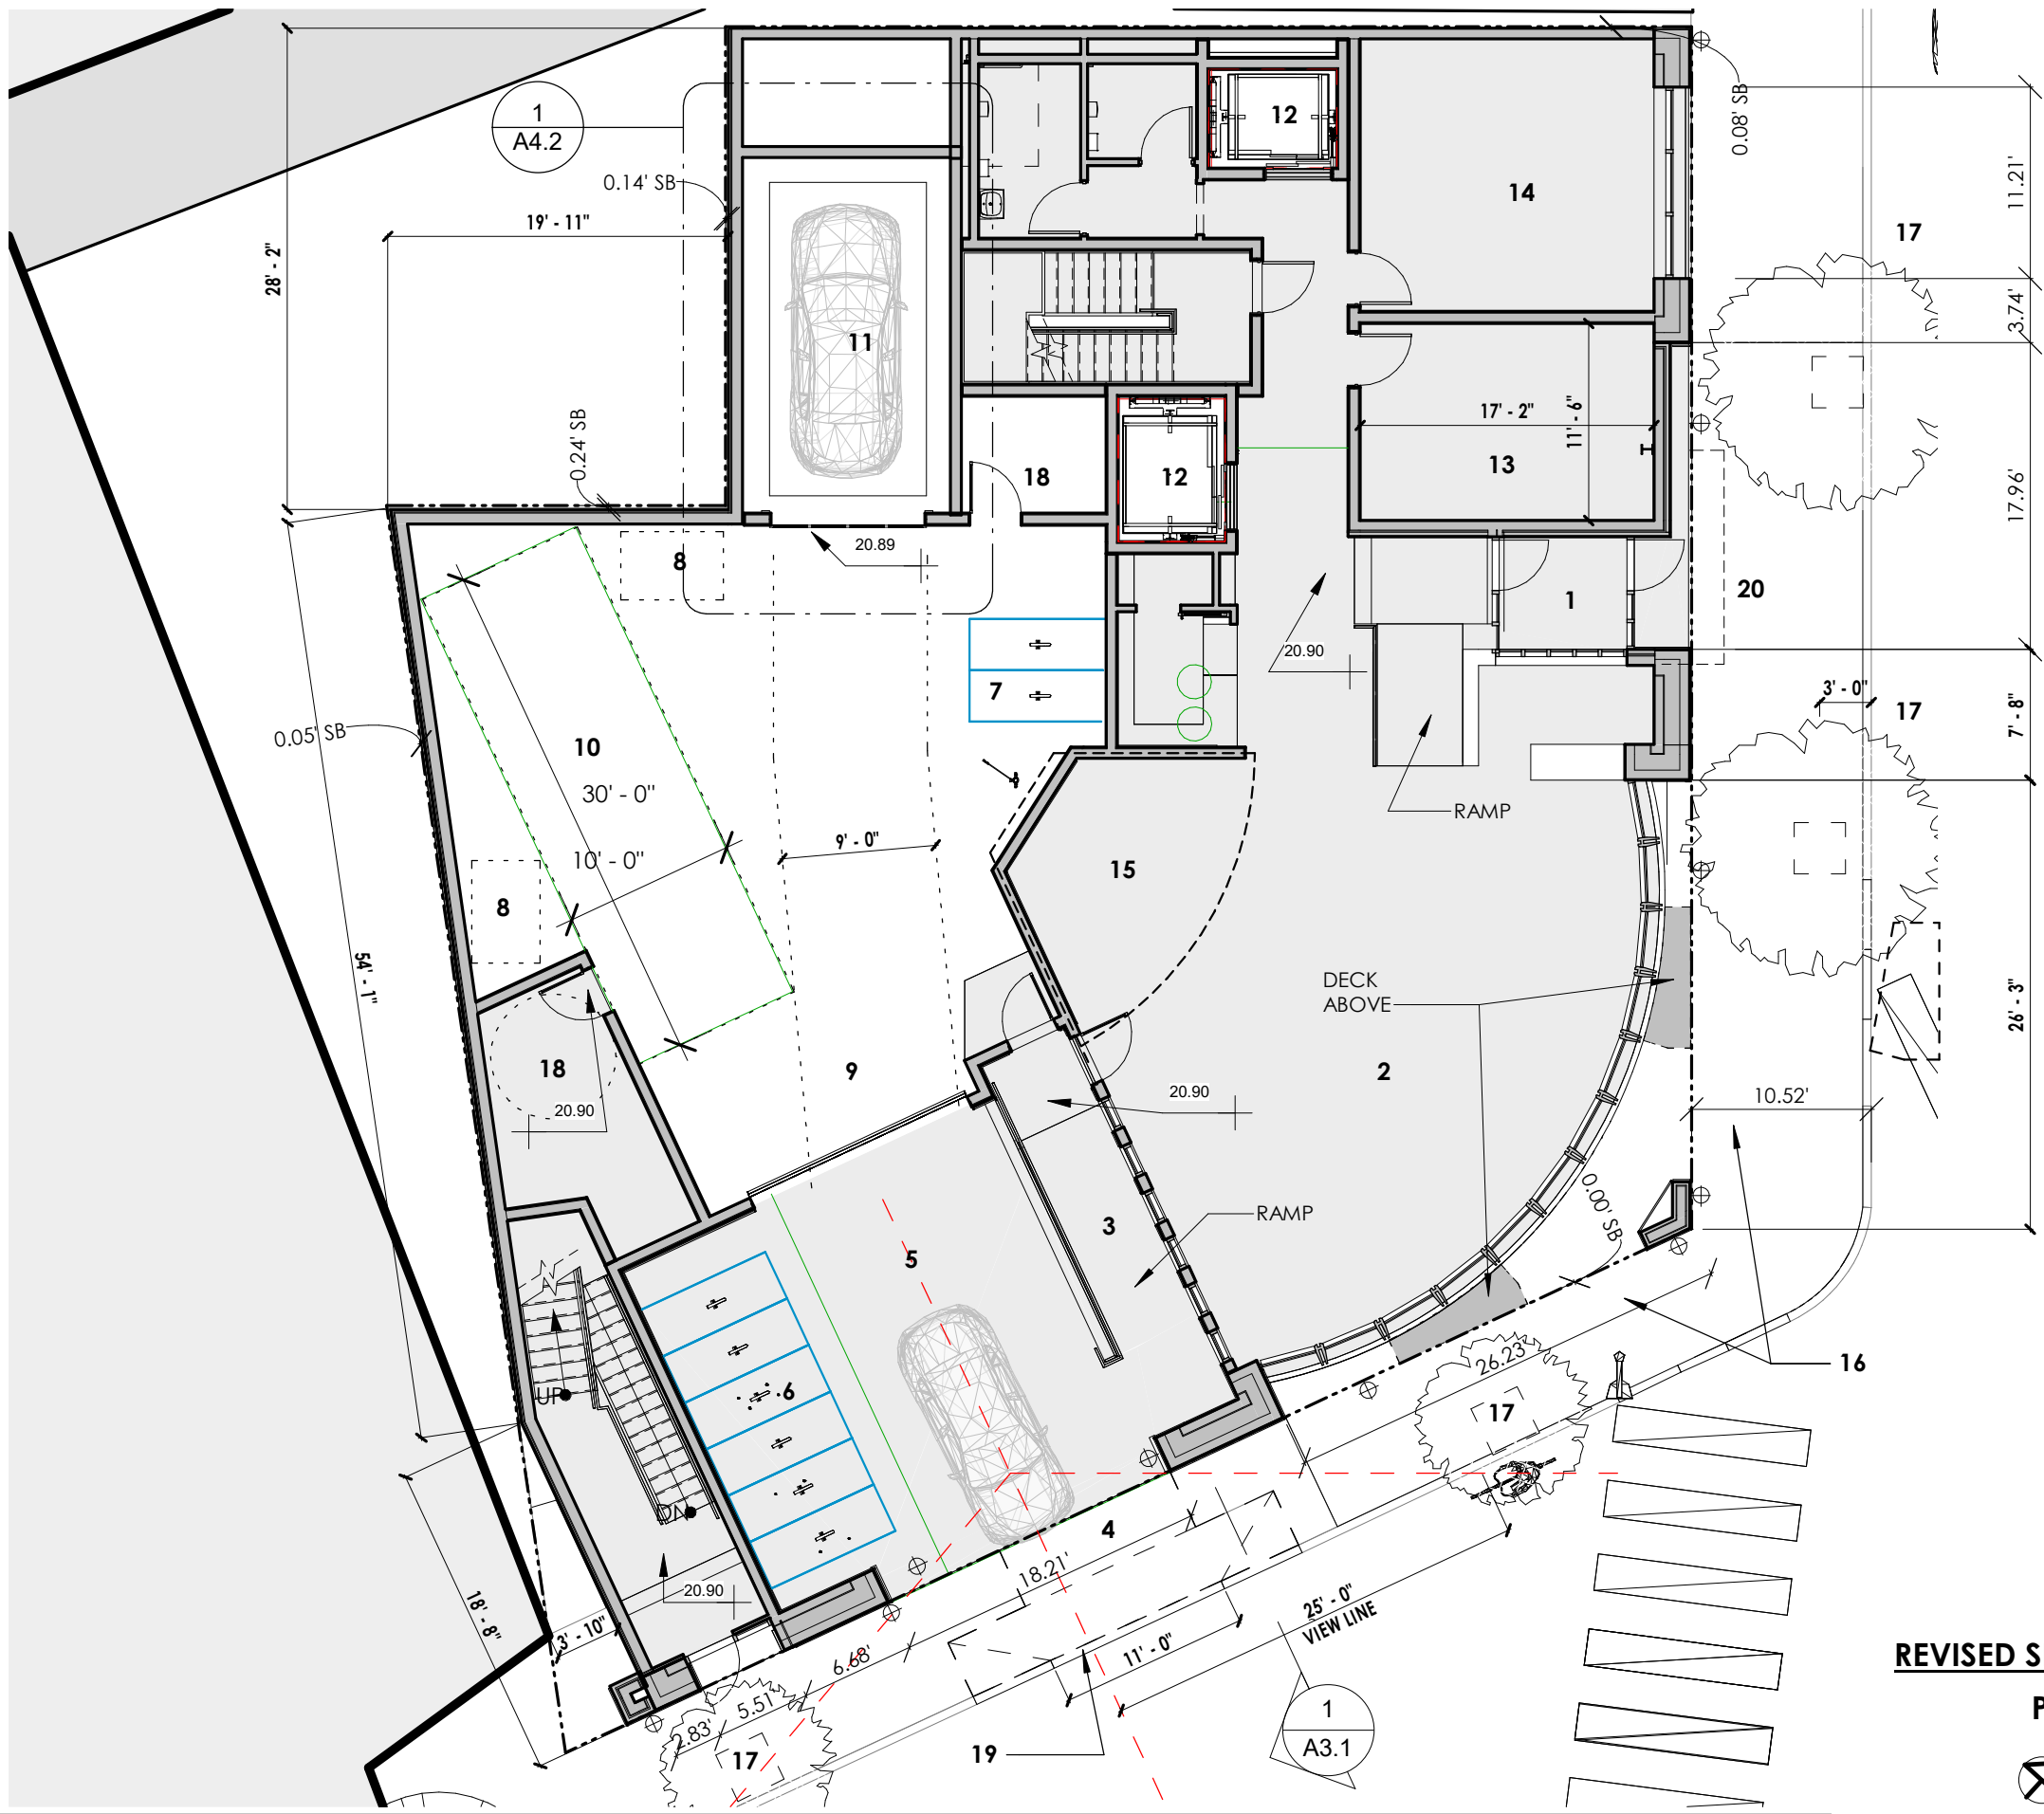 1
A4.2
0.14' SB
19' - 11"
28' - 2"
0.24' SB
0.05' SB
54' - 1"
18' - 8"
3' - 10"
12
14
0.08' SB
11.21'
17
3.74'
11
17' - 2"
11' - 6"
13
17.96'
18
12
20.89
8
1
20
20.90
7
3' - 0"
17
7' - 8"
10
30' - 0"
10' - 0"
9' - 0"
RAMP
15
8
DECK
ABOVE
26' - 3"
18
20.90
9
20.90
2
10.52'
0.00' SB
3
RAMP
5
16
26.23'
UP
6
17
DN
4
18.21'
20.90
25' - 0"
VIEW LINE
11' - 0"
6.68'
5.51'
2.83'
17
19
1
A3.1
REVISED S
P